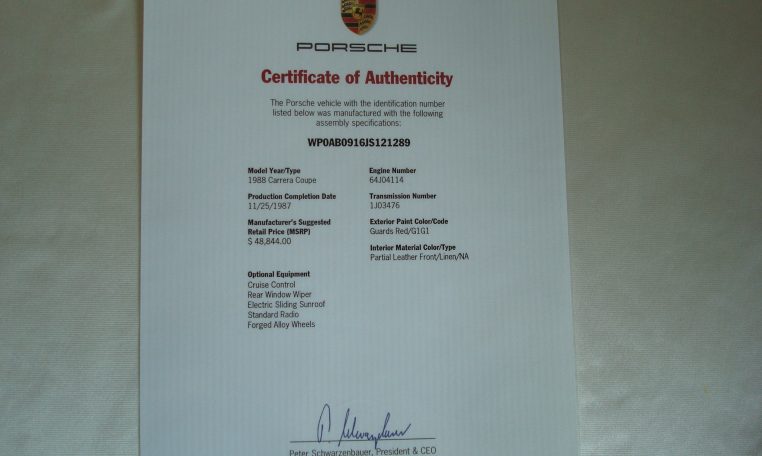 PORSCHE
Certificate of Authenticity
The Porsche vehicle with the identification number
listed below was manufactured with the following
assembly specifications:
WP0AB0916JS121289
Model Year/Type
1988 Carrera Coupe
Production Completion Date
11/25/1987
Manufacturer's Suggested
Retail Price (MSRP)
$ 48,844.00
Engine Number
64J04114
Transmission Number
1J03476
Exterior Paint Color/Code
Guards Red/G1G1
Interior Material Color/Type
Partial Leather Front/Linen/NA
Optional Equipment
Cruise Control
Rear Window Wiper
Electric Sliding Sunroof
Standard Radio
Forged Alloy Wheels
P. Schwarzenbauer
Peter Schwarzenbauer, President & CEO